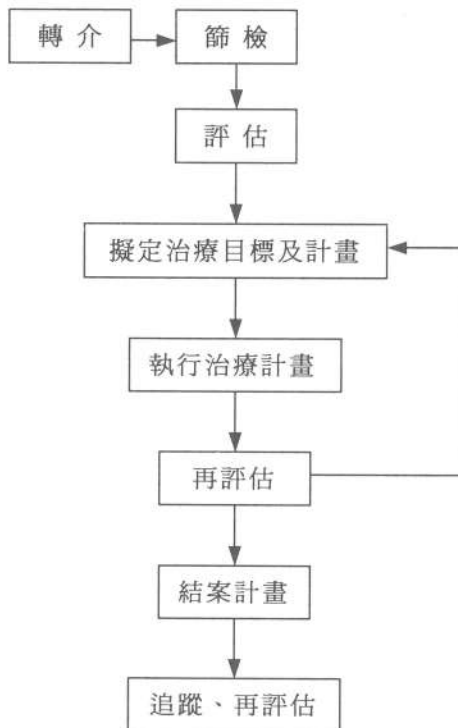 轉介
篩檢
評估
擬定治療目標及計畫
執行治療計畫
再評估
結案計畫
追蹤、再評估